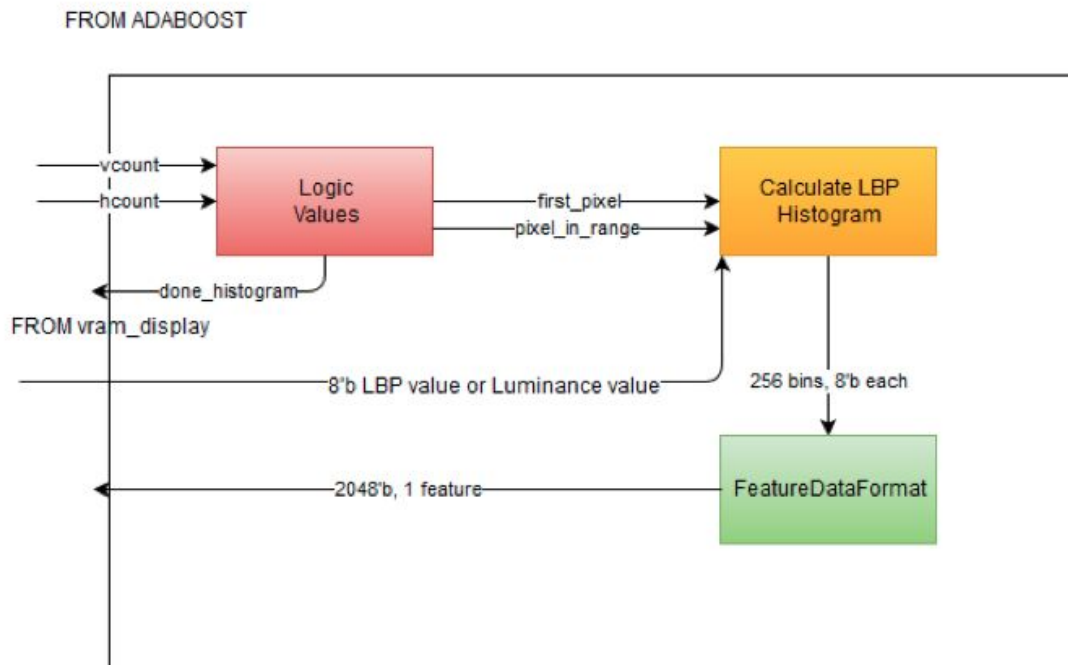 FROM ADABOOST
vcount
hcount
Logic
Values
first_pixel
pixel_in_range
Calculate LBP
Histogram
done_histogram
FROM vram_display
8"b LBP value or Luminance value
256 bins, 8'b each
2048'b, 1 feature
FeatureDataFormat